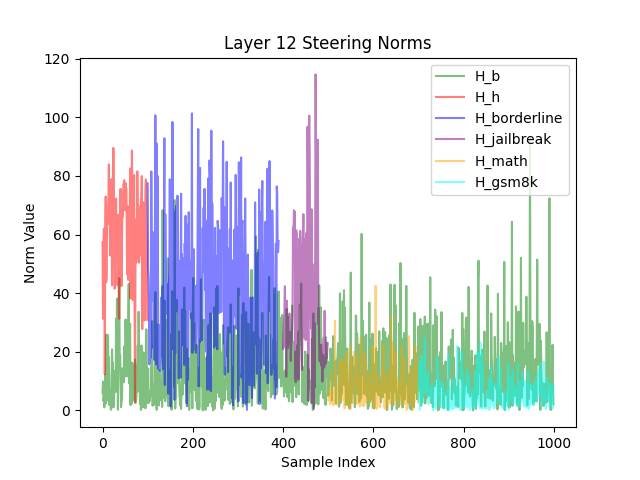 Layer 12 Steering Norms
Norm Value
120
100
80
60
40
20
0
H_b
H_h
H_borderline
H_jailbreak
H_math
H_gsm8k
0
200
400
600
800
1000
Sample Index